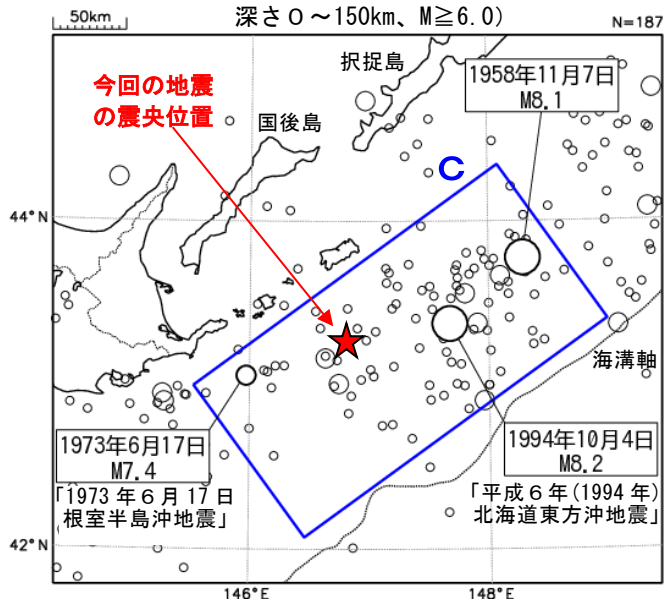 深さ0~150km、M≧6.0)
50km
N=187
今回の地震
の震央位置
択捉島
1958年11月7日
M8.1
国後島
C
44°N
海溝軸
1973年6月17日
M7.4
「1973年6月17日
根室半島沖地震」
1994年10月4日
M8.2
「平成6年(1994年)
北海道東方沖地震」
42°N
146°E
148°E